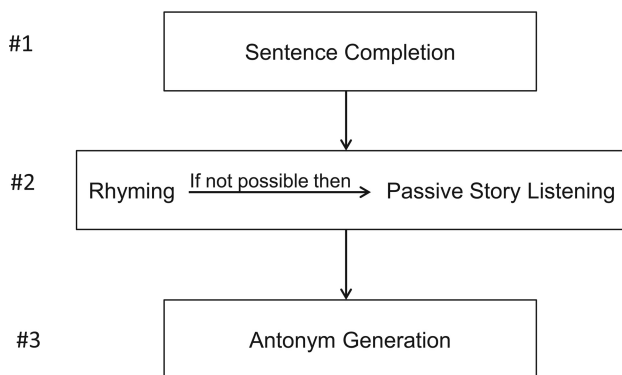 #1
Sentence Completion
#2
Rhyming If not possible then Passive Story Listening
#3
Antonym Generation